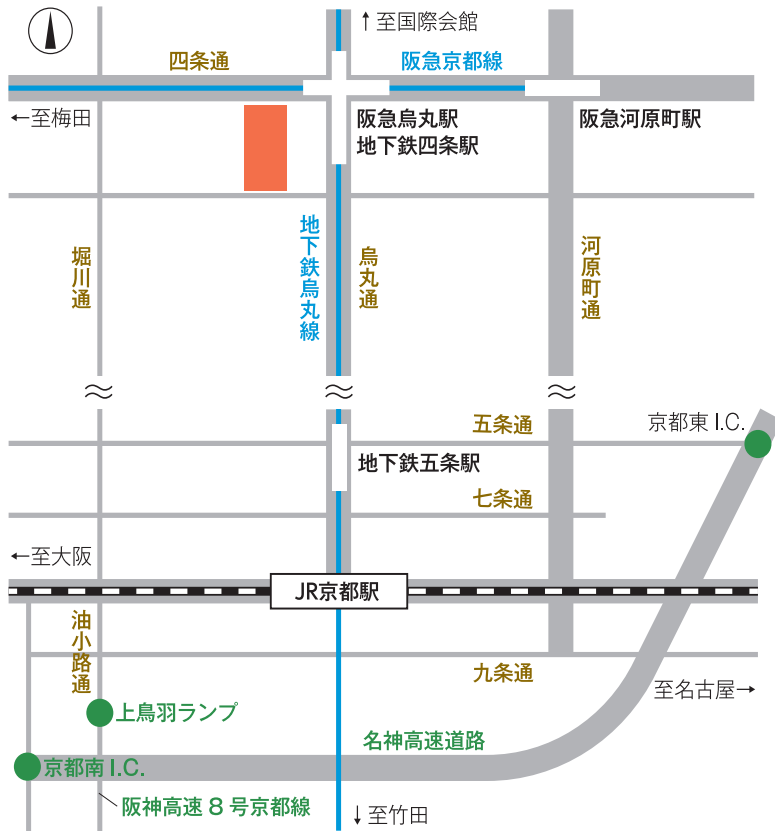 ↑至国際会館
四条通
阪急京都線
←至梅田
阪急烏丸駅
地下鉄四条駅
阪急河原町駅
堀川通
地下鉄烏丸線
烏丸通
河原町通
京都東 I.C.
五条通
地下鉄五条駅
七条通
←至大阪
JR京都駅
油小路通
九条通
至名古屋→
上鳥羽ランプ
名神高速道路
京都南 I.C.
阪神高速 8 号京都線
↓至竹田